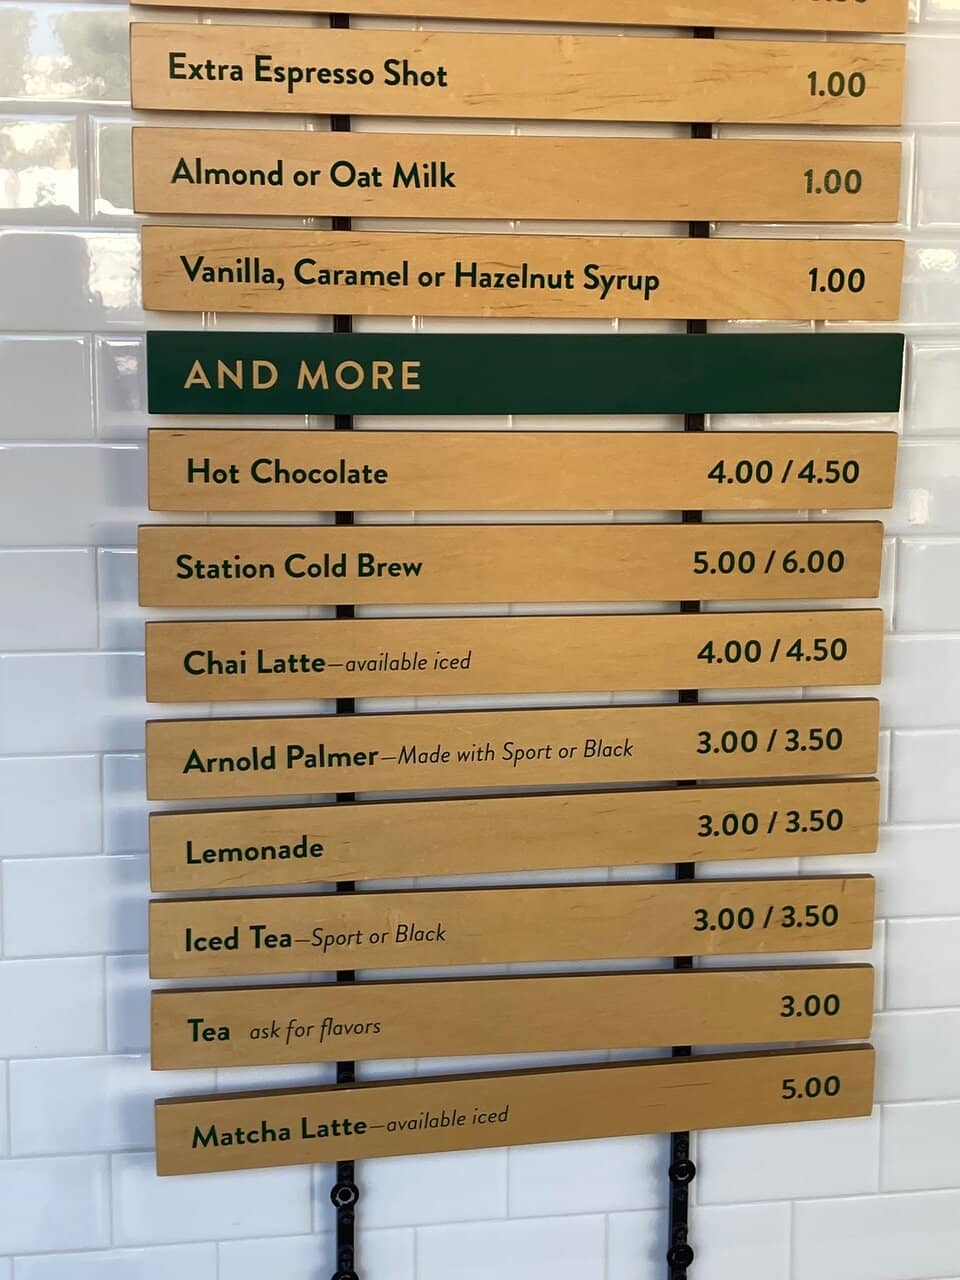 Extra Espresso Shot 1.00
Almond or Oat Milk 1.00
Vanilla, Caramel or Hazelnut Syrup 1.00
AND MORE
Hot Chocolate 4.00 / 4.50
Station Cold Brew 5.00 / 6.00
Chai Latte—available iced 4.00 / 4.50
Arnold Palmer—Made with Sport or Black 3.00 / 3.50
Lemonade 3.00 / 3.50
Iced Tea—Sport or Black 3.00 / 3.50
Tea ask for flavors 3.00
Matcha Latte—available iced 5.00